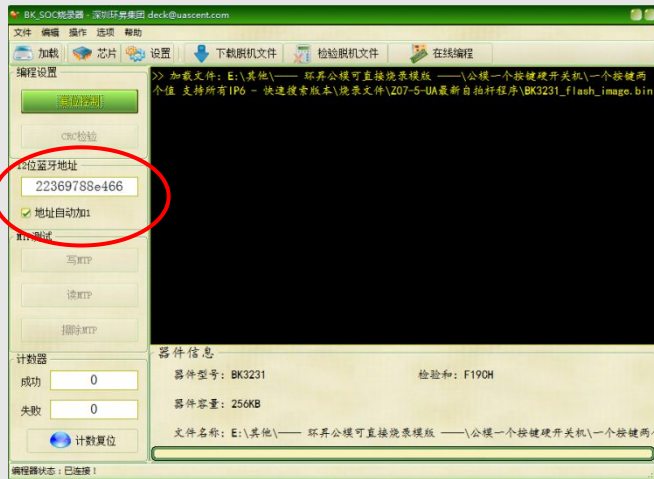 BK_SOC烧录器 - 深圳环昇集团 deck@uascent.com
文件 编辑 操作 选项 帮助
加载 芯片 设置 下载脱机文件 检验脱机文件 在线编程
编程设置
CRC检验
12位蓝牙地址
22369788e466
地址自动加1
MTP测试
写MTP
读MTP
擦除MTP
计数器
成功 0
失败 0
计数复位
>> 加载文件: E:\其他\—— 环昇公模可直接烧录模版 ——\公模一个按键硬开关机\一个按键两
个值 支持所有IP6 - 快速搜索版本\烧录文件\Z07-5-UA最新自拍杆程序\BK3231_flash_image.bin
器件信息
器件型号: BK3231 检验和: F190H
器件容量: 256KB
文件名称: E:\其他\—— 环昇公模可直接烧录模版 ——\公模一个按键硬开关机\一个按键两个
编程器状态：已连接！